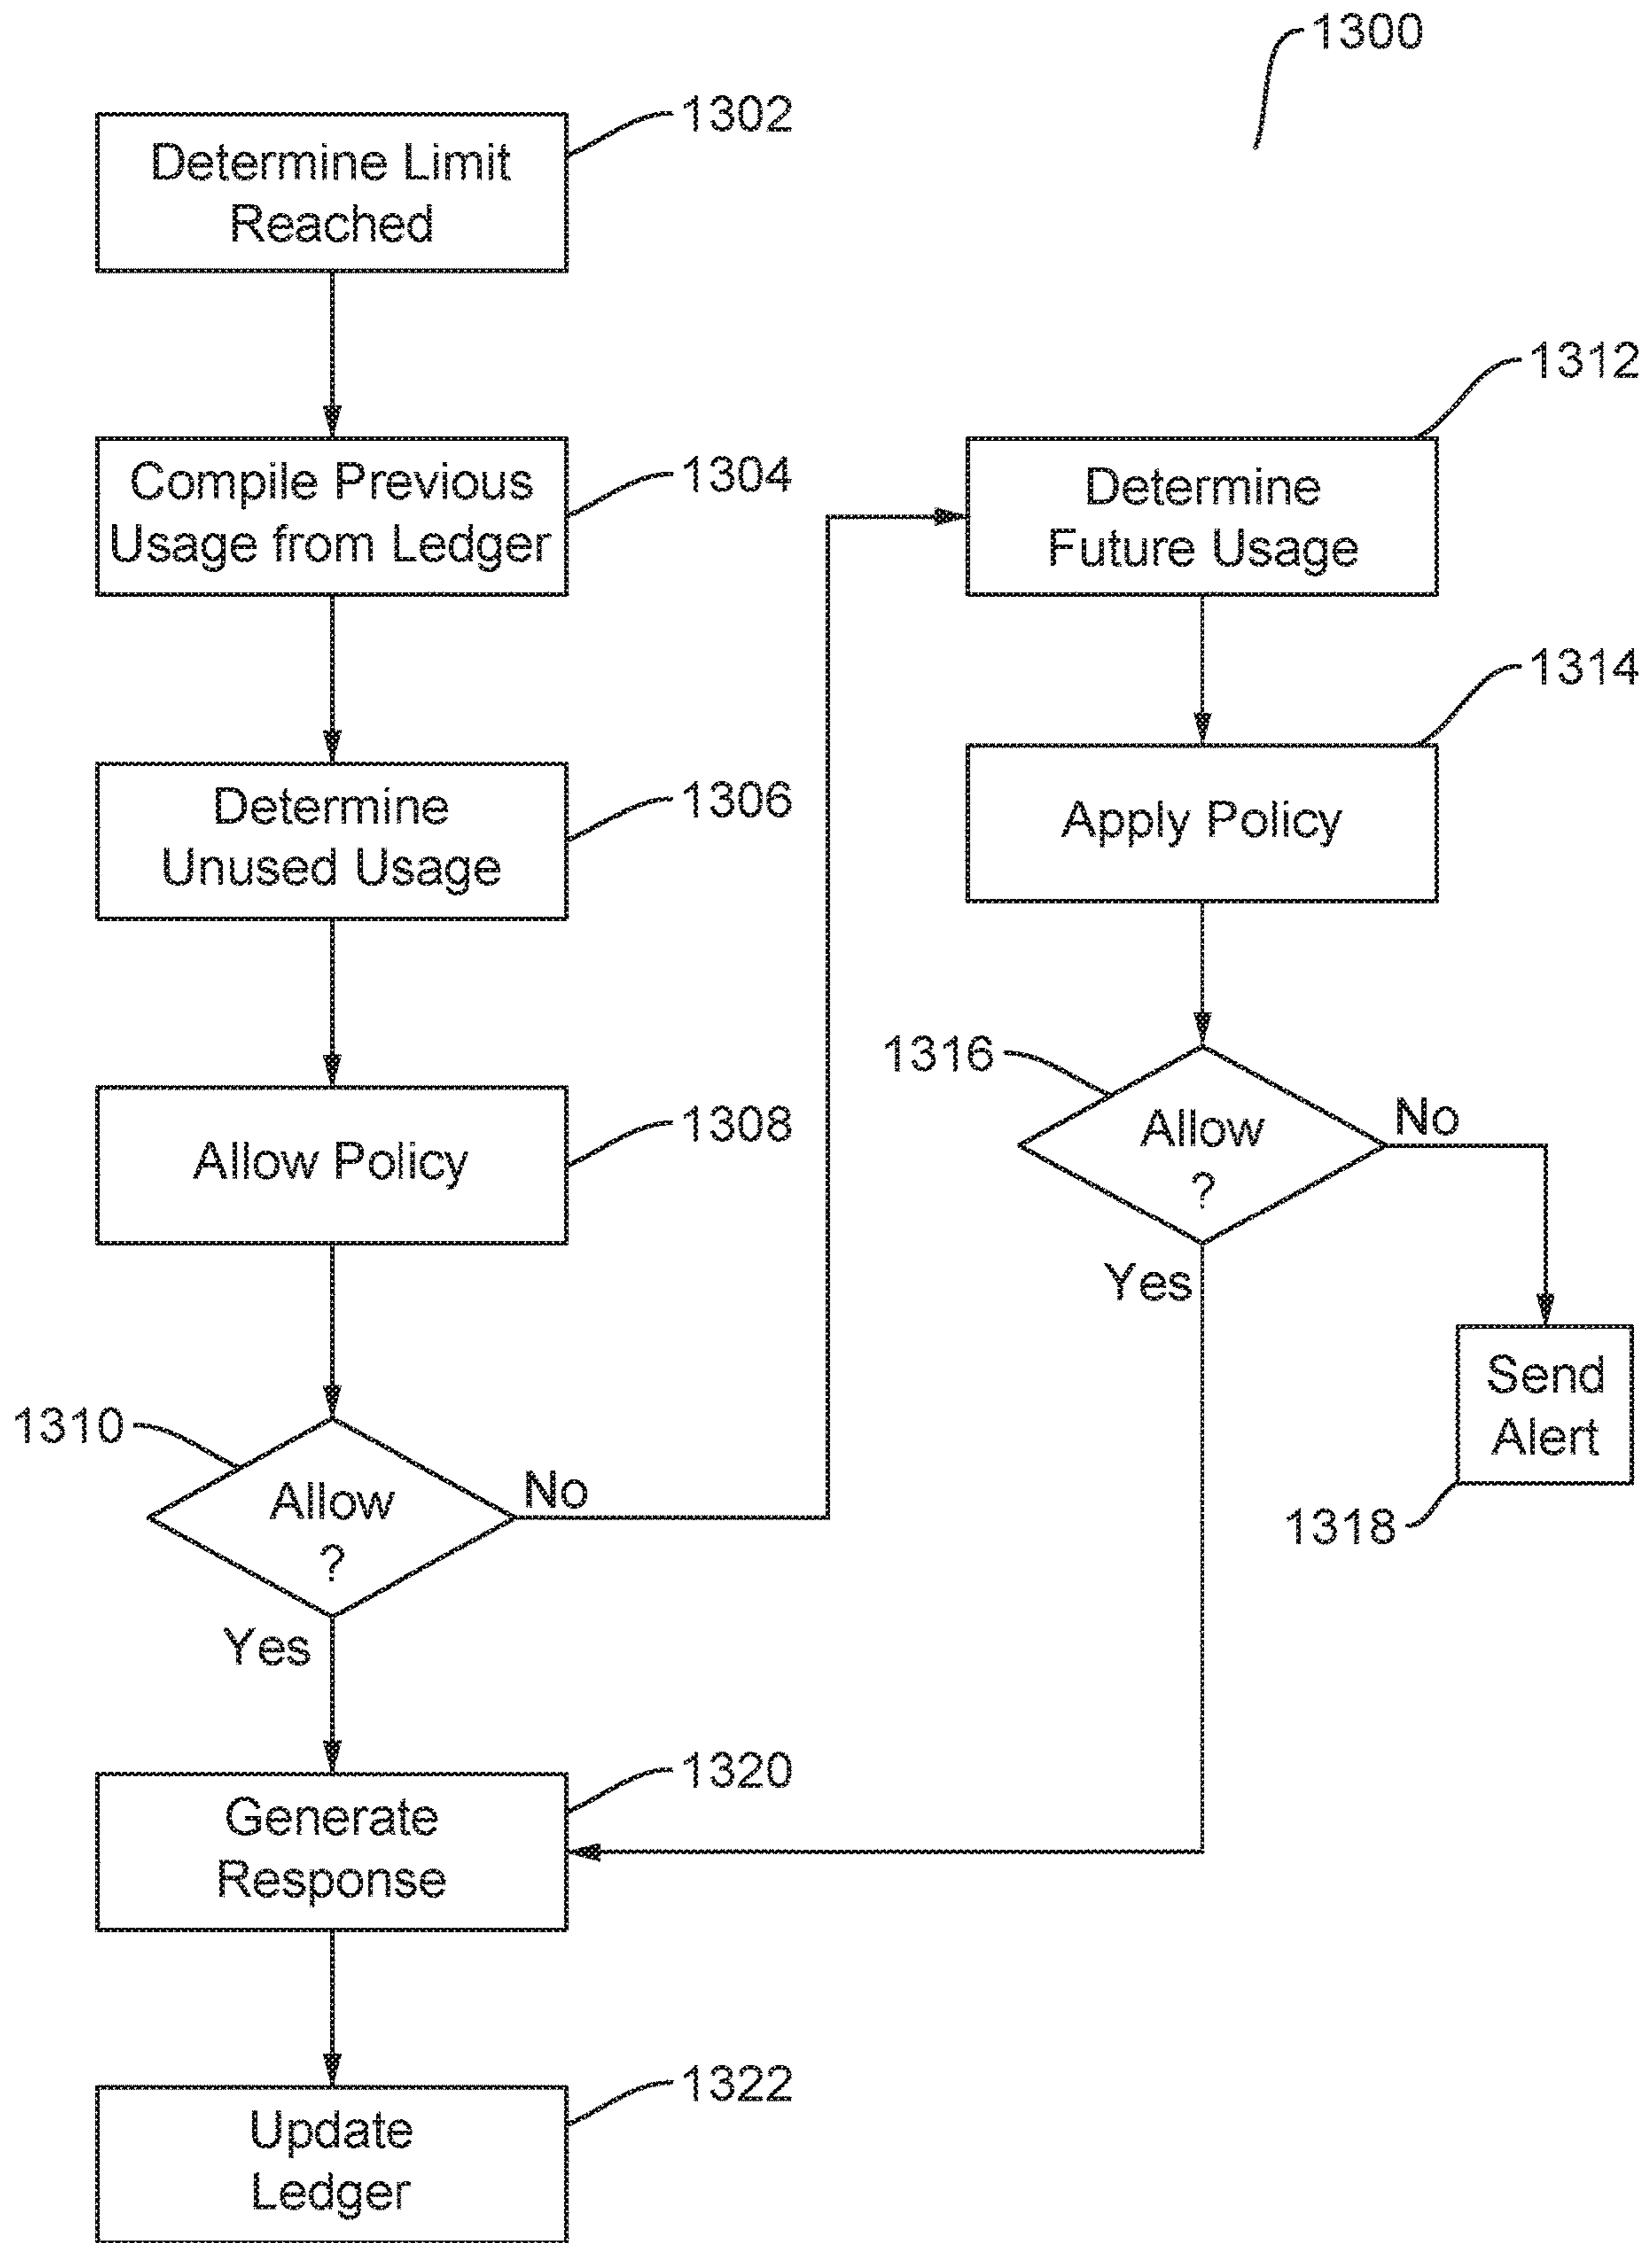 1300
1302
Determine Limit
Reached
1304
Compile Previous
Usage from Ledger
1306
Determine
Unused Usage
1308
Allow Policy
1310
Allow
?
No
Yes
1312
Determine
Future Usage
1314
Apply Policy
1316
Allow
?
No
Yes
Send
Alert
1318
1320
Generate
Response
1322
Update
Ledger